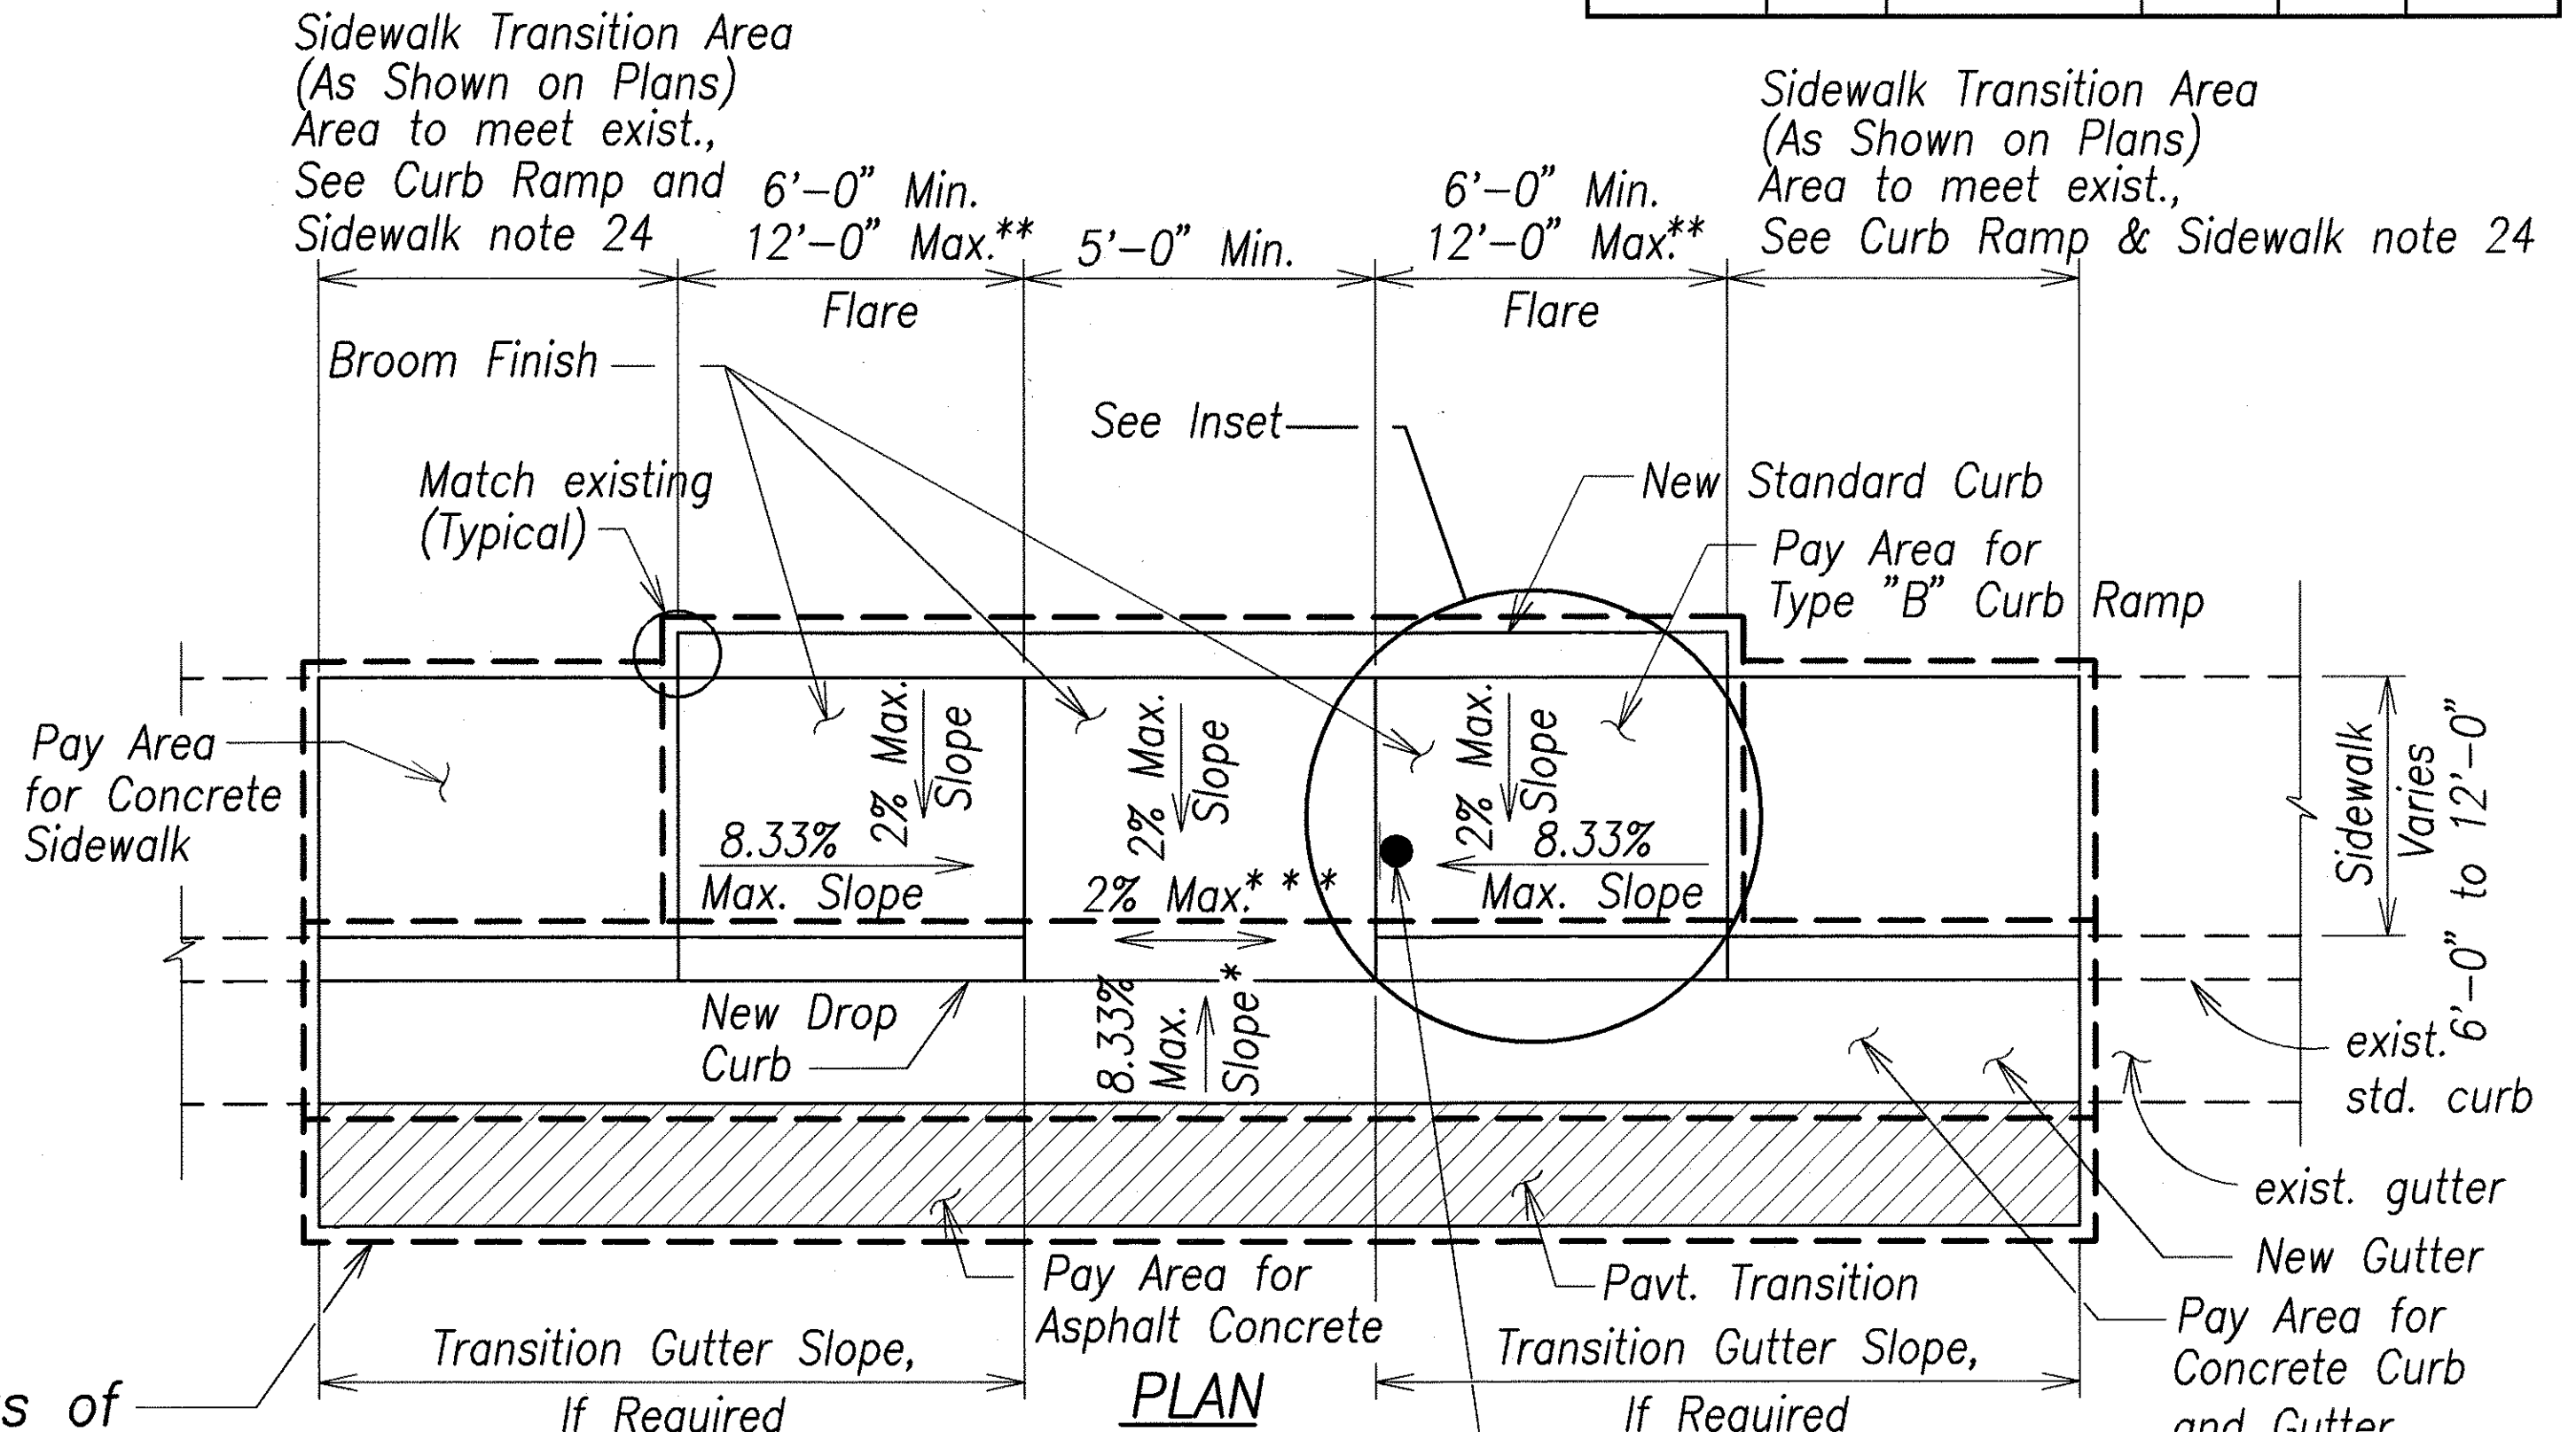 Sidewalk Transition Area
(As Shown on Plans)
Area to meet exist.,
See Curb Ramp and
Sidewalk note 24
6'-0" Min.
12'-0" Max.**
Flare
5'-0" Min.
6'-0" Min.
12'-0" Max.**
Flare
Sidewalk Transition Area
(As Shown on Plans)
Area to meet exist.,
See Curb Ramp & Sidewalk note 24
Broom Finish
See Inset
Match existing
(Typical)
New Standard Curb
Pay Area for
Type "B" Curb Ramp
Pay Area
for Concrete
Sidewalk
2% Max.
Slope
8.33%
Max. Slope
2% Max.
Slope
2% Max.* * *
2% Max.
Slope
8.33%
Max. Slope
Sidewalk
Varies
6'-0" to 12'-0"
New Drop
Curb
8.33%
Max.
Slope*
exist.
std. curb
exist. gutter
New Gutter
Pay Area for
Concrete Curb
and Gutter
Pay Area for
Asphalt Concrete
Pavt. Transition
Transition Gutter Slope,
If Required
Transition Gutter Slope,
If Required
PLAN
s of